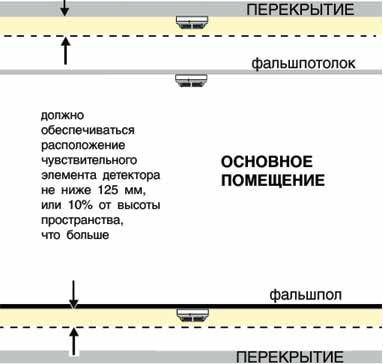 ПЕРЕКРЫТИЕ
ФАЛЬШПОТОЛОК
должно
обеспечиваться
расположение
чувствительного
элемента детектора
не ниже 125 мм,
или 10% от высоты
пространства,
что больше
ОСНОВНОЕ
ПОМЕЩЕНИЕ
ФАЛЬШПОЛ
ПЕРЕКРЫТИЕ